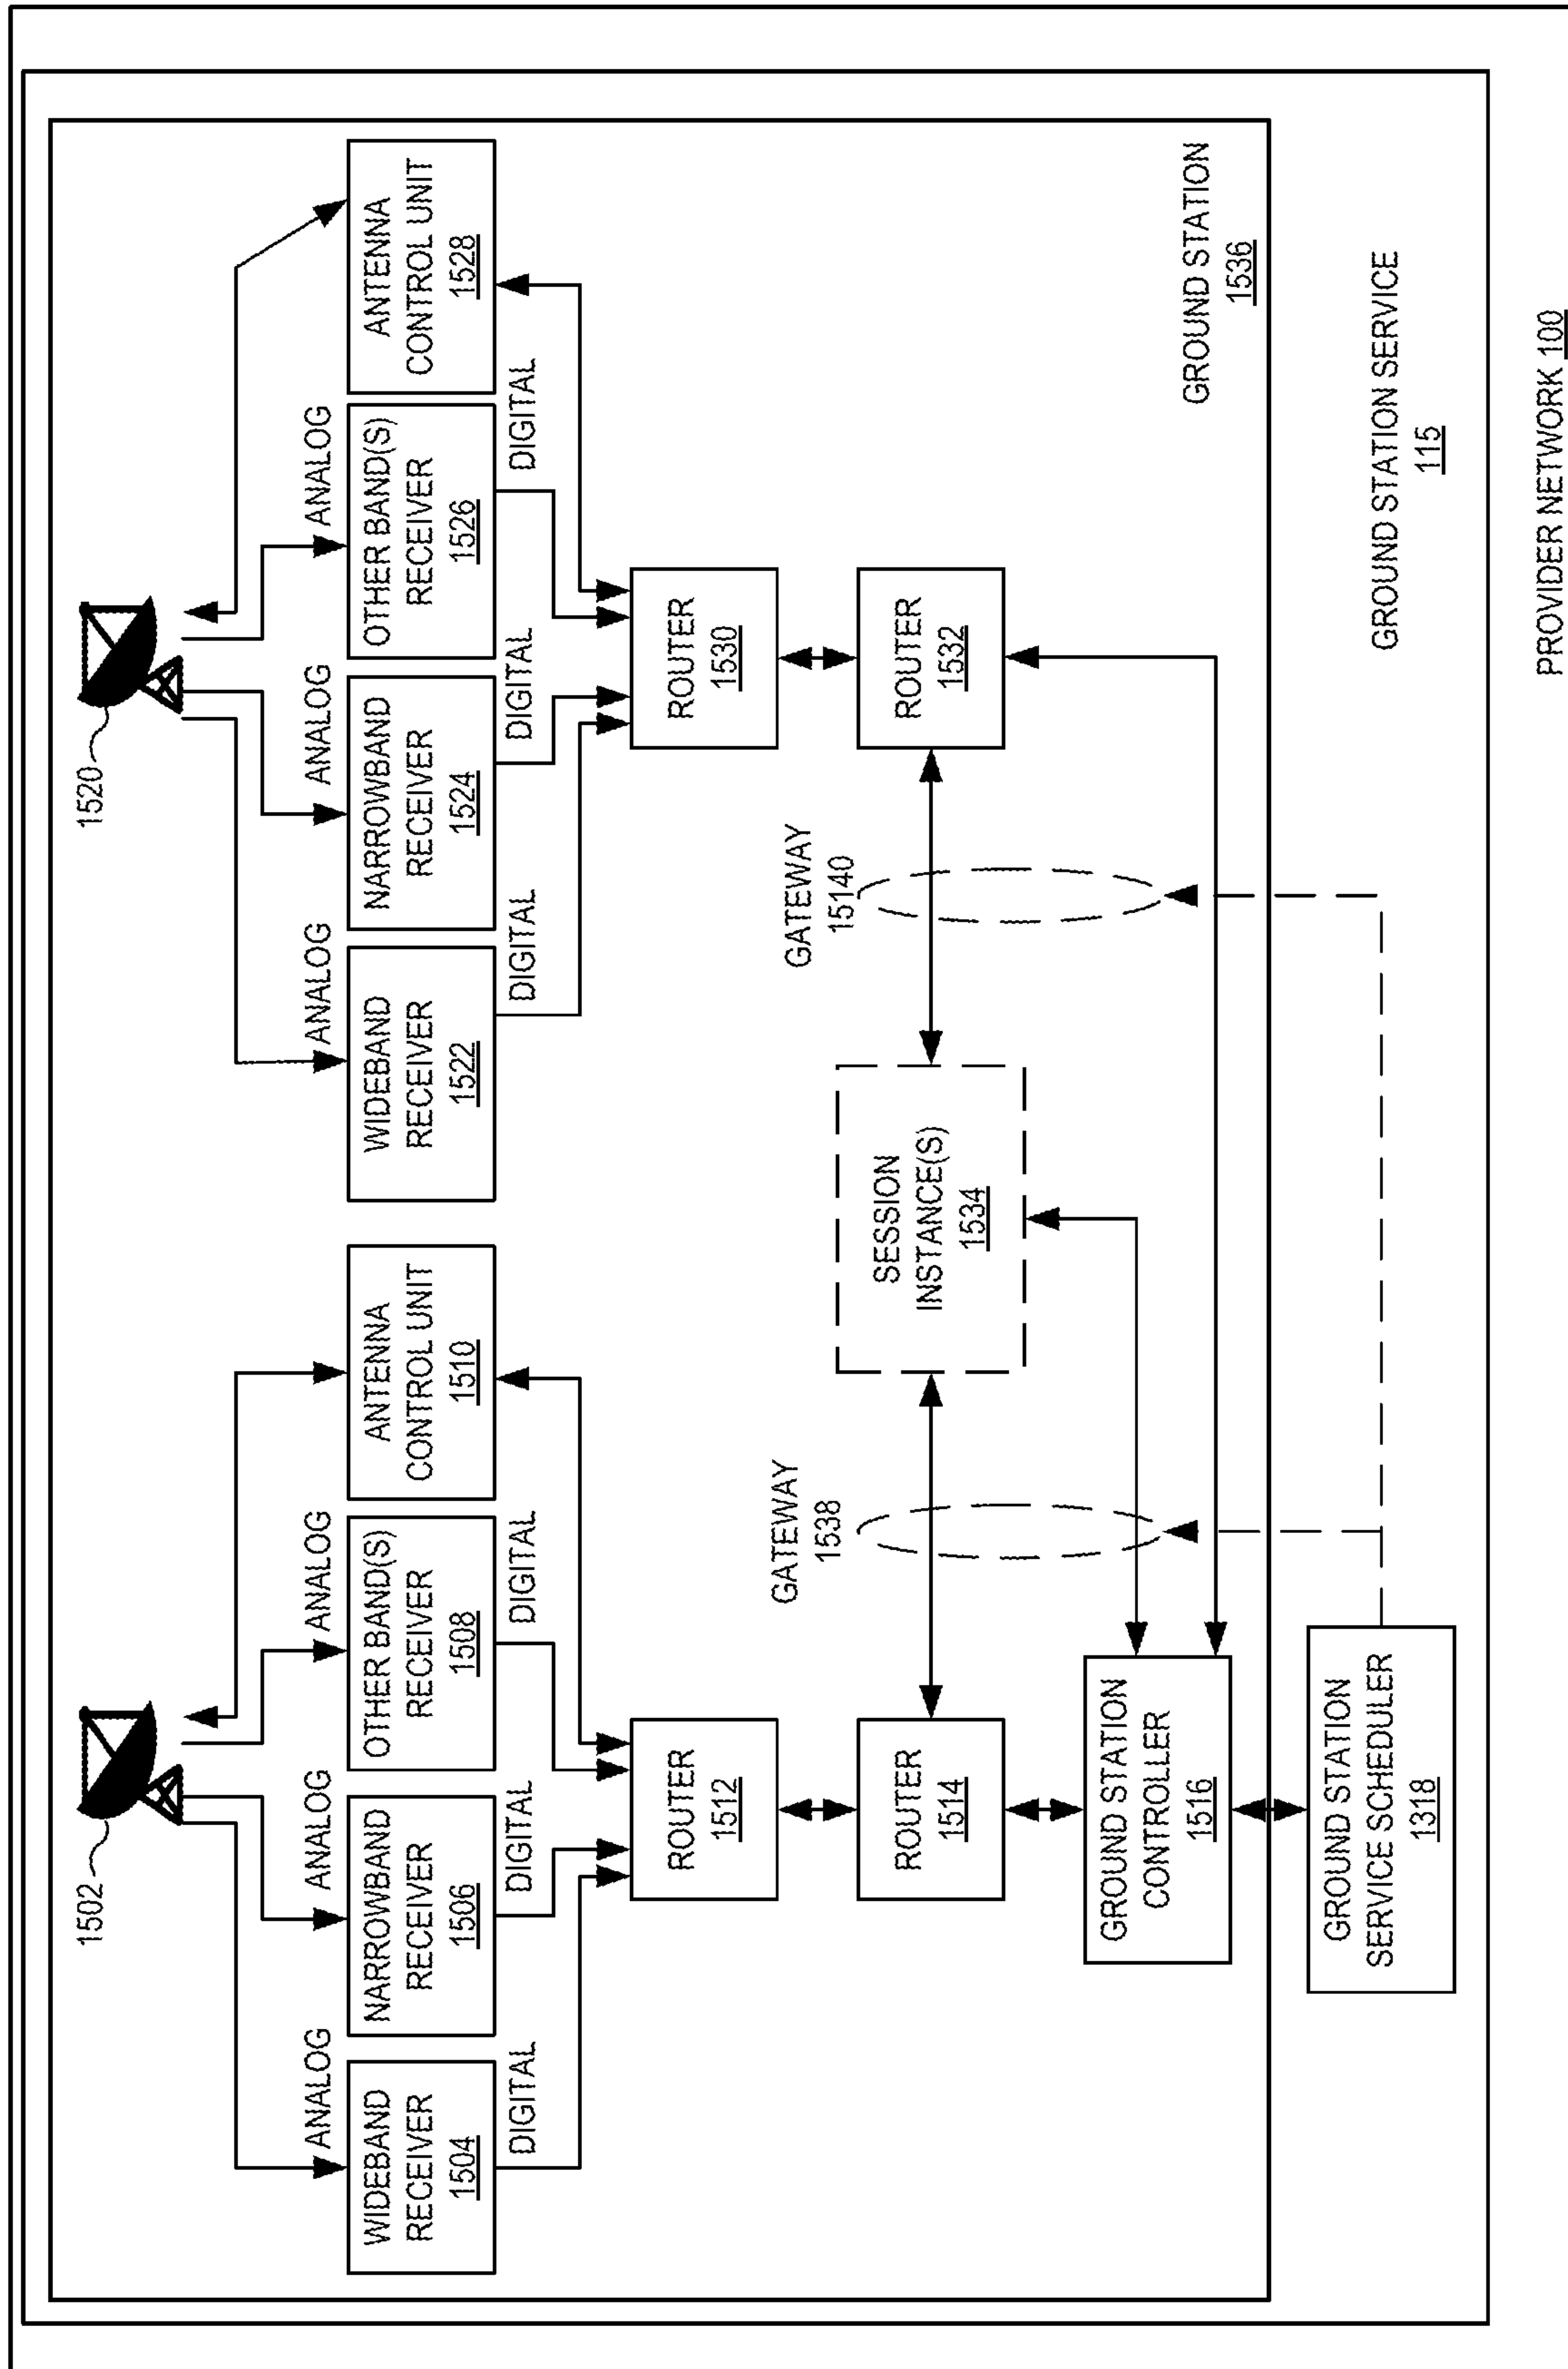 1502
1520
ANALOG
ANALOG
ANALOG
ANALOG
ANALOG
ANALOG
WIDEBAND
RECEIVER
1504
NARROWBAND
RECEIVER
1506
OTHER BAND(S)
RECEIVER
1508
ANTENNA
CONTROL UNIT
1510
WIDEBAND
RECEIVER
1522
NARROWBAND
RECEIVER
1524
OTHER BAND(S)
RECEIVER
1526
ANTENNA
CONTROL UNIT
1528
DIGITAL
DIGITAL
DIGITAL
DIGITAL
DIGITAL
DIGITAL
ROUTER
1512
ROUTER
1530
GATEWAY
1538
GATEWAY
15140
ROUTER
1514
SESSION
INSTANCE(S)
1534
ROUTER
1532
GROUND STATION
CONTROLLER
1516
GROUND STATION
1536
GROUND STATION
SERVICE SCHEDULER
1318
GROUND STATION SERVICE
115
PROVIDER NETWORK 100